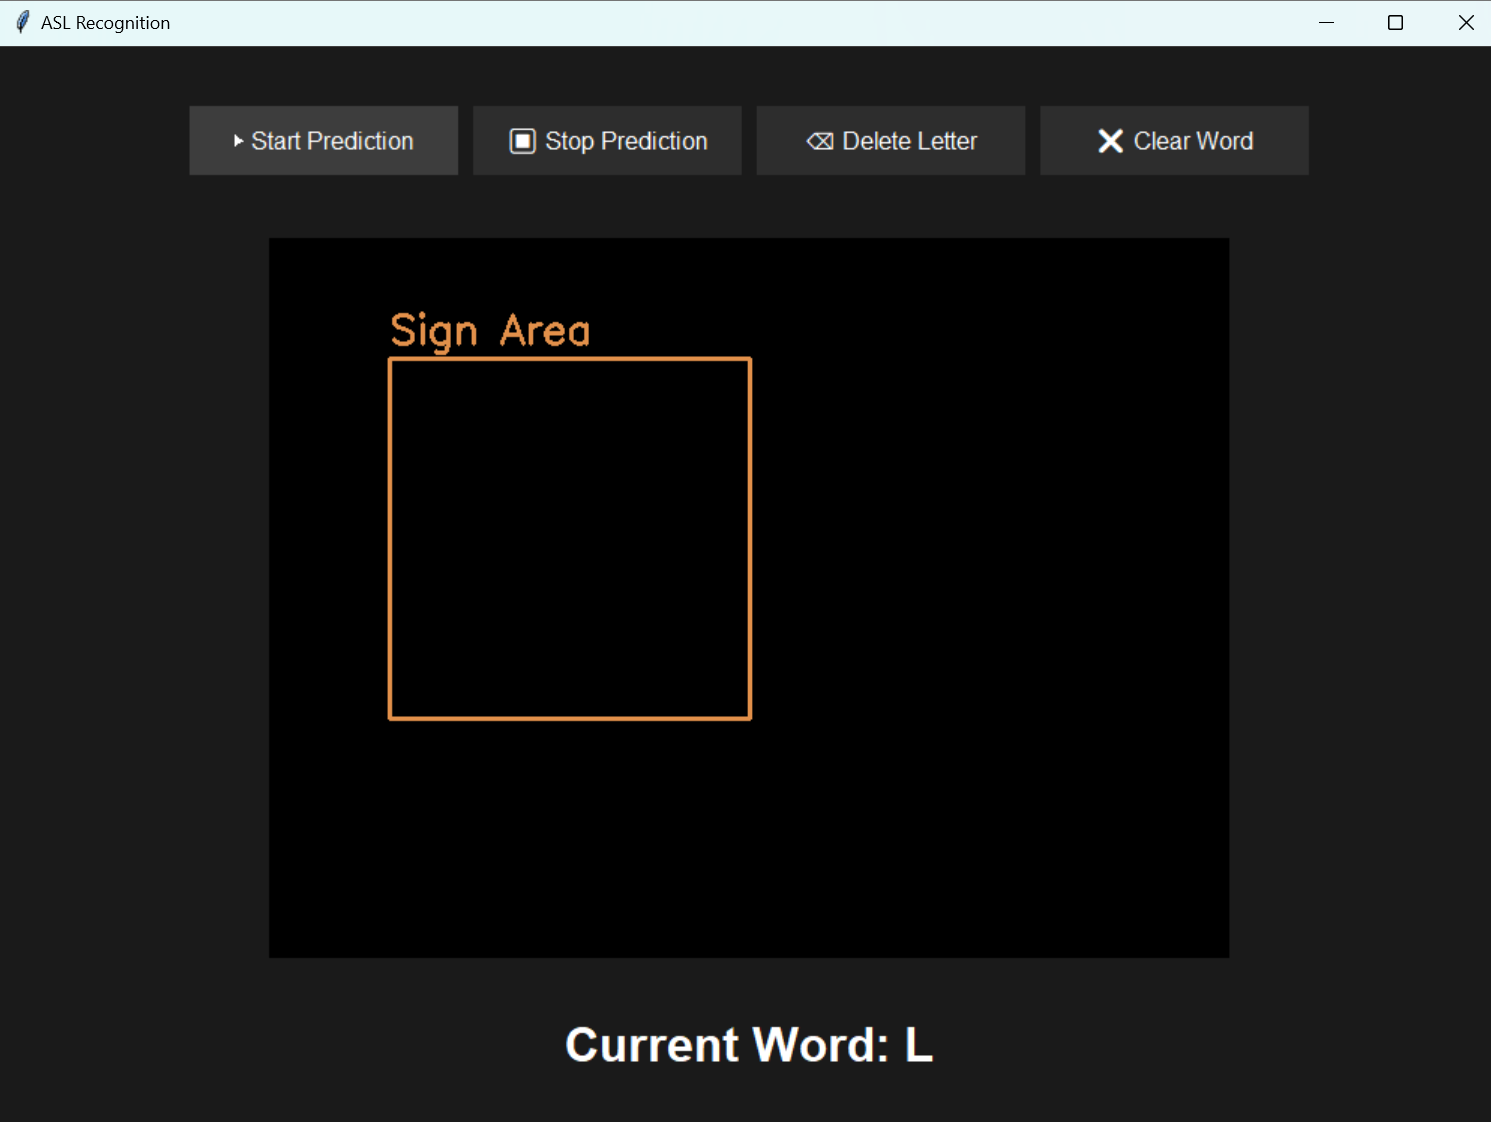 ASL Recognition
Start Prediction
Stop Prediction
Delete Letter
Clear Word
Sign Area
Current Word: L